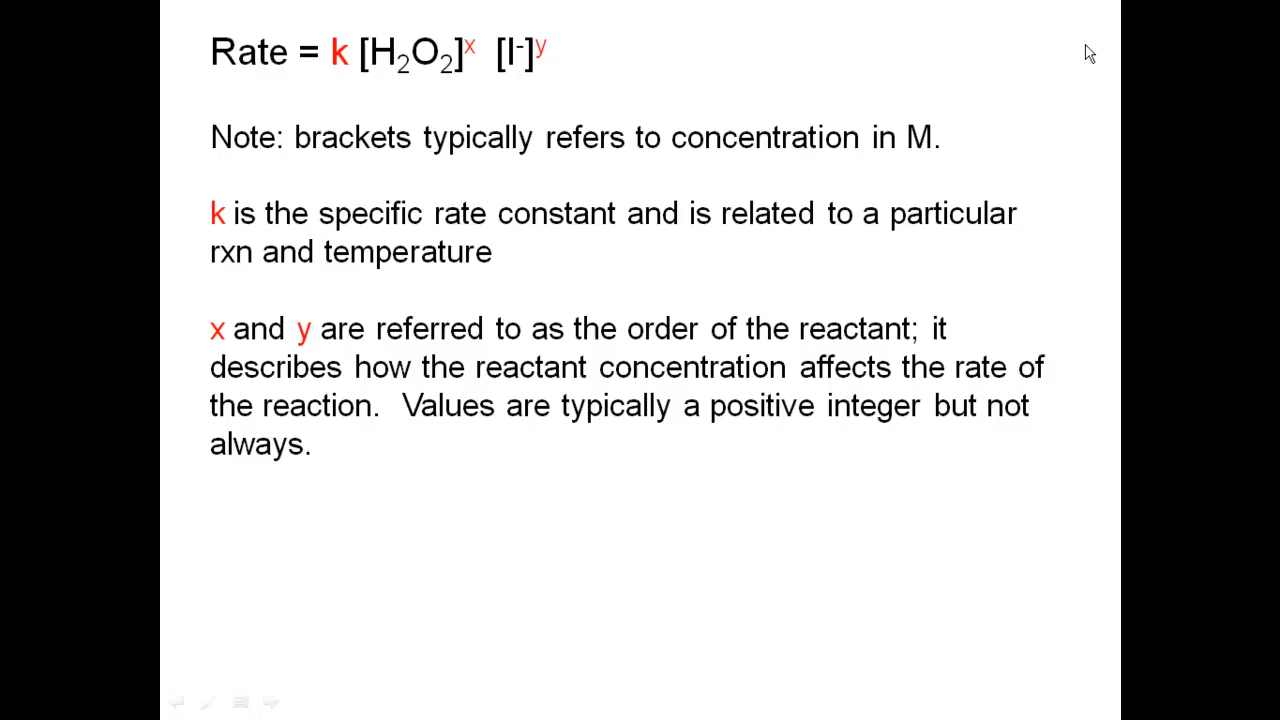 Rate = k [H₂O₂]ˣ [I⁻]ʸ
Note: brackets typically refers to concentration in M.
k is the specific rate constant and is related to a particular
rxn and temperature
x and y are referred to as the order of the reactant; it
describes how the reactant concentration affects the rate of
the reaction. Values are typically a positive integer but not
always.